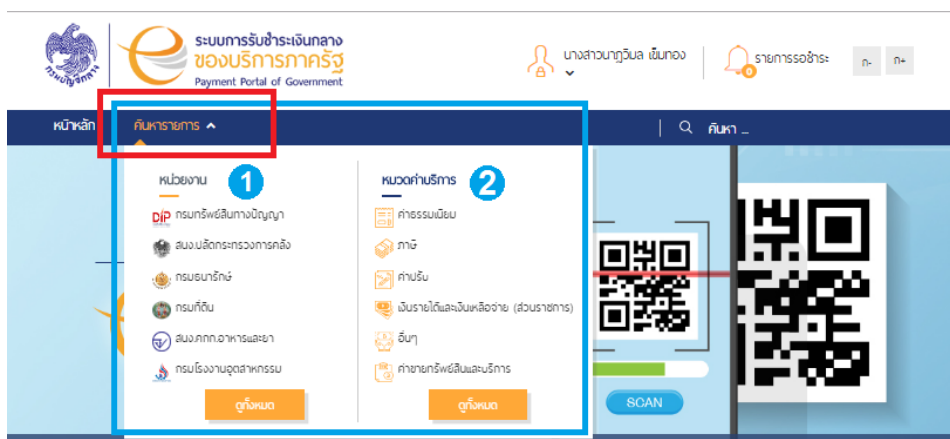 กรมบัญชีกลาง
ระบบการรับชำระเงินกลาง
ของบริการภาครัฐ
Payment Portal of Government
นางสาวนาฏวิมล เข็มทอง
0
รายการรอชำระ
ก-
ก+
หน้าหลัก
ค้นหารายการ
ค้นหา ...
หน่วยงาน
1
DIP กรมทรัพย์สินทางปัญญา
สนง.ปลัดกระทรวงการคลัง
กรมธนารักษ์
กรมที่ดิน
สนง.คกก.อาหารและยา
กรมโรงงานอุตสาหกรรม
ดูทั้งหมด
หมวดค่าบริการ
2
ค่าธรรมเนียม
ภาษี
ค่าปรับ
เงินรายได้และเงินเหลือจ่าย (ส่วนราชการ)
อื่นๆ
ค่าขายทรัพย์สินและบริการ
ดูทั้งหมด
SCAN